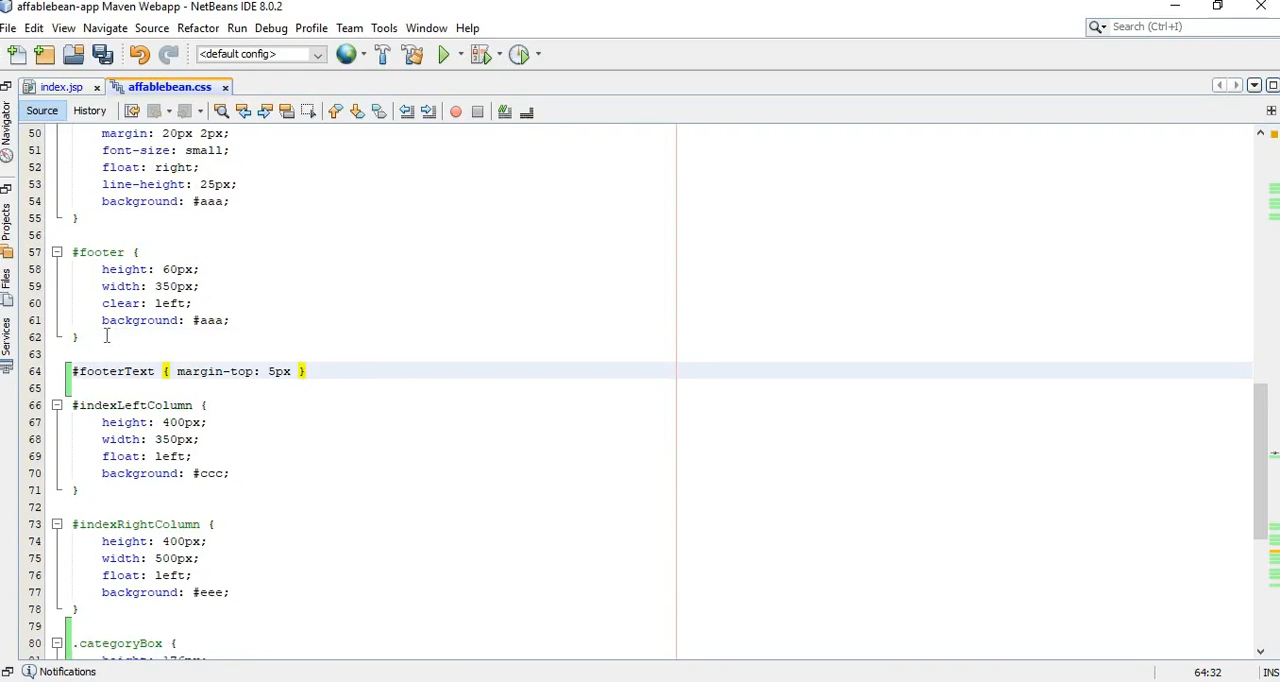 affablebean-app Maven Webapp - NetBeans IDE 8.0.2
File Edit View Navigate Source Refactor Run Debug Profile Team Tools Window Help
Search (Ctrl+I)
<default config>
index.jsp affablebean.css
Source History
Navigator
Projects
Files
Services
50 margin: 20px 2px;
51 font-size: small;
52 float: right;
53 line-height: 25px;
54 background: #aaa;
55 }
56
57 #footer {
58 height: 60px;
59 width: 350px;
60 clear: left;
61 background: #aaa;
62 }
63
64 #footerText { margin-top: 5px }
65
66 #indexLeftColumn {
67 height: 400px;
68 width: 350px;
69 float: left;
70 background: #ccc;
71 }
72
73 #indexRightColumn {
74 height: 400px;
75 width: 500px;
76 float: left;
77 background: #eee;
78 }
79
80 .categoryBox {
Notifications
64:32 INS